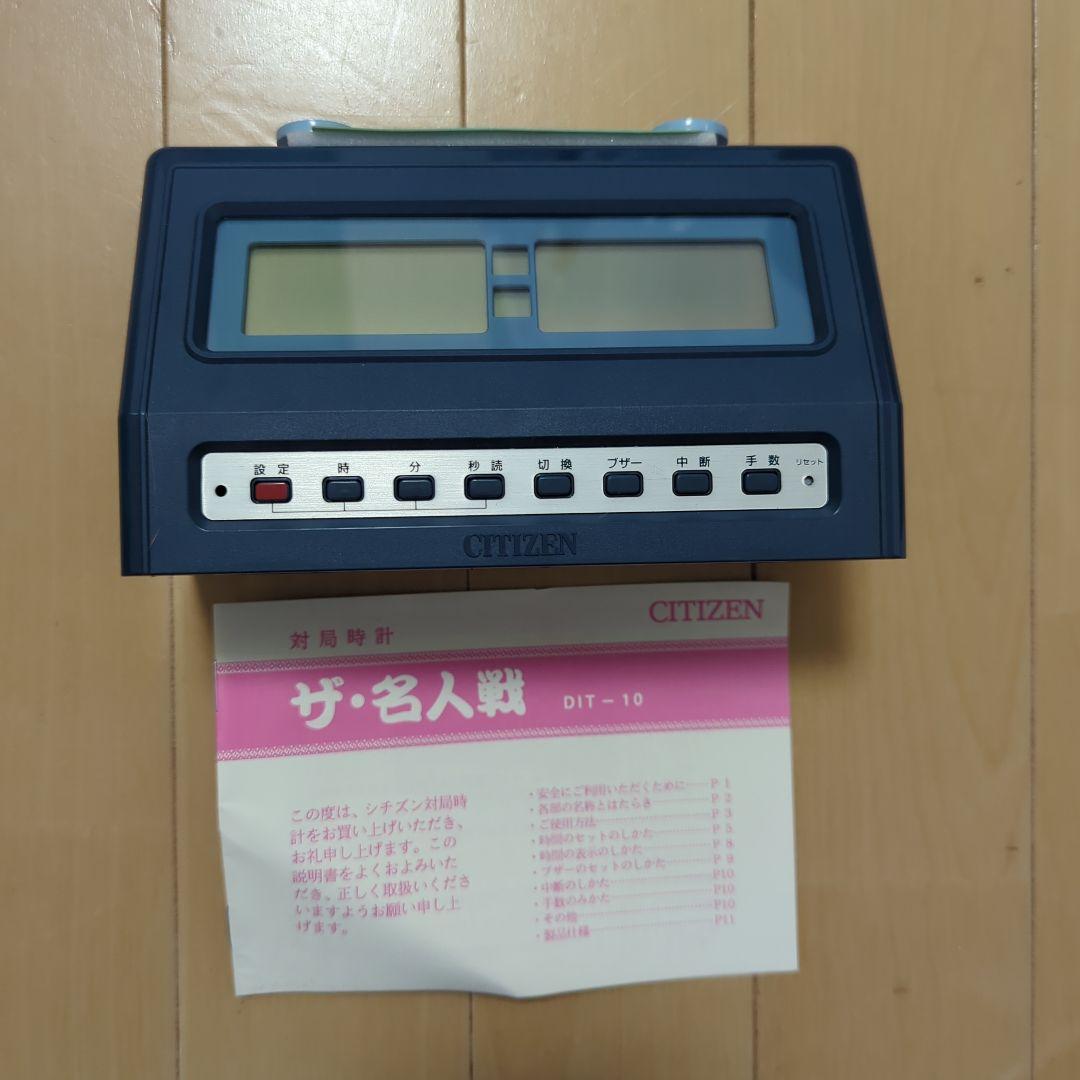 設定 時 分 秒読 切換 ブザー 中断 手数 リセット
CITIZEN
CITIZEN
対局時計
ザ・名人戦 DIT-10
この度は、シチズン対局時
計をお買い上げいただき、
お礼申し上げます。この
説明書をよくおよみいた
だき、正しく取扱いくださ
いますようお願い申し上
げます。
・安全にご利用いただくために……P 1
・各部の名称とはたらき……P 2
・ご使用方法……P 3
・時間のセットのしかた……P 5
・時間の表示のしかた……P 8
・ブザーのセットのしかた……P 9
・中断のしかた……P10
・手数のみかた……P10
・その他……P10
・製品仕様……P11